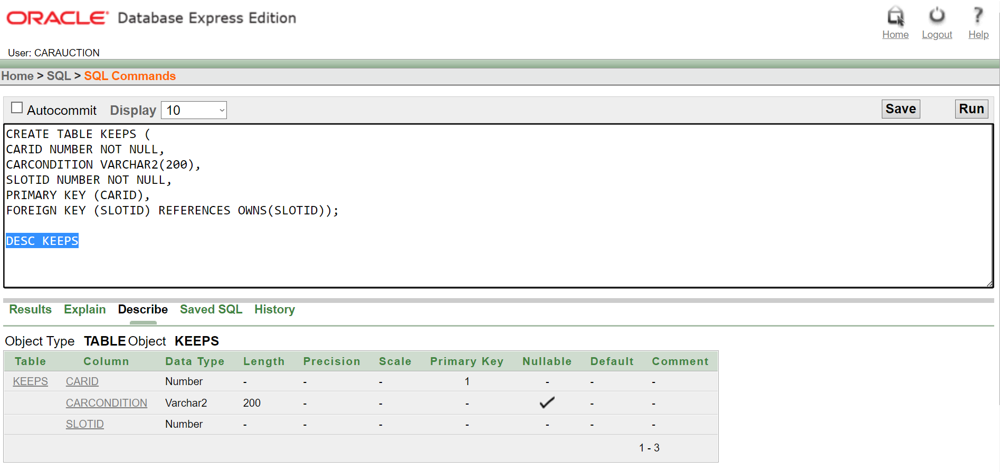 ORACLE® Database Express Edition
?
Home Logout Help
User: CARAUCTION
Home > SQL > SQL Commands
Autocommit Display 10 Save Run
CREATE TABLE KEEPS (
CARID NUMBER NOT NULL,
CARCONDITION VARCHAR2(200),
SLOTID NUMBER NOT NULL,
PRIMARY KEY (CARID),
FOREIGN KEY (SLOTID) REFERENCES OWNS(SLOTID));
DESC KEEPS
Results Explain Describe Saved SQL History
Object Type TABLE Object KEEPS
Table Column Data Type Length Precision Scale Primary Key Nullable Default Comment
KEEPS CARID Number - - - 1 - - -
CARCONDITION Varchar2 200 - - - ✓ - -
SLOTID Number - - - - - - -
1 - 3